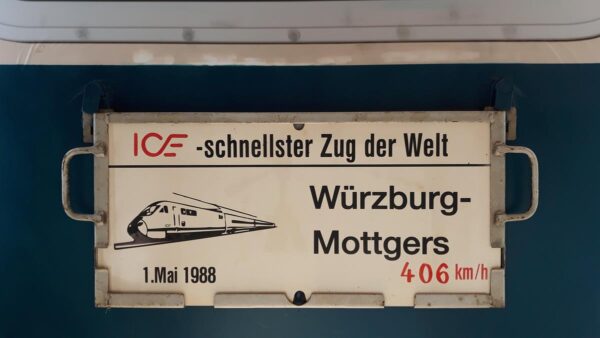 ICE -schnellster Zug der Welt
Würzburg-
Mottgers
1.Mai 1988
406 km/h